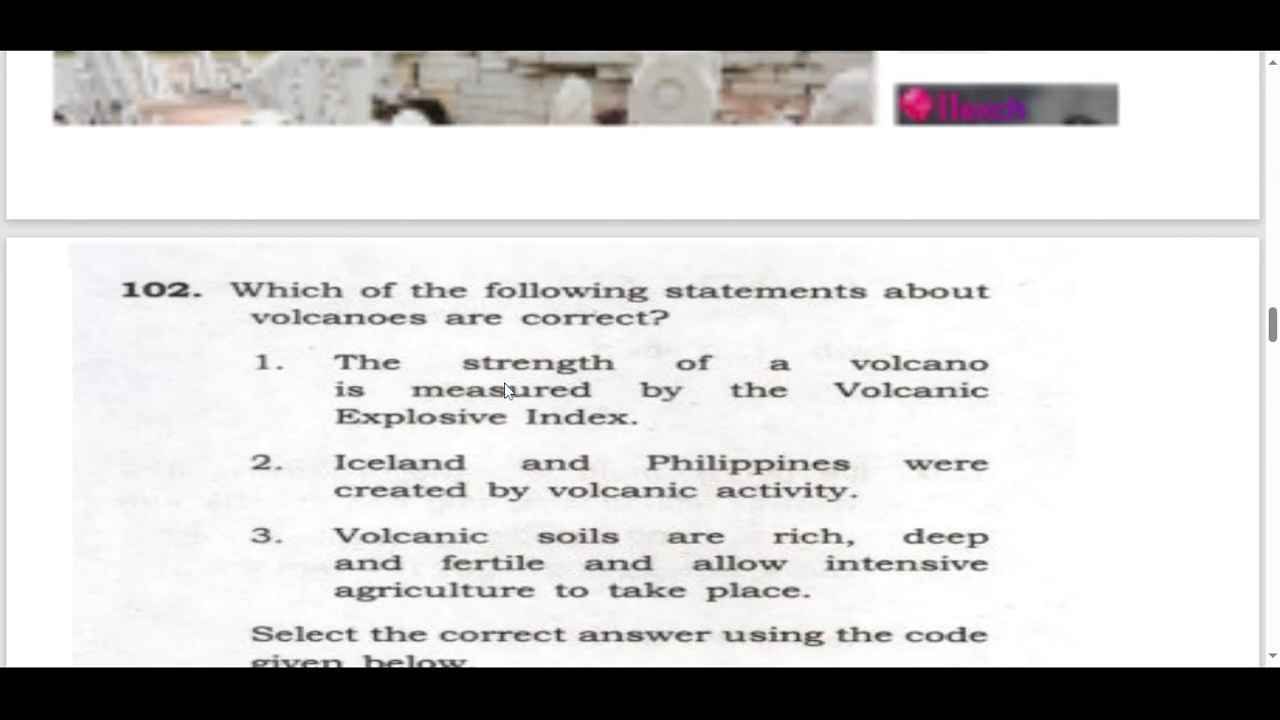 102. Which of the following statements about
volcanoes are correct?
1. The strength of a volcano
is measured by the Volcanic
Explosive Index.
2. Iceland and Philippines were
created by volcanic activity.
3. Volcanic soils are rich, deep
and fertile and allow intensive
agriculture to take place.
Select the correct answer using the code
given below